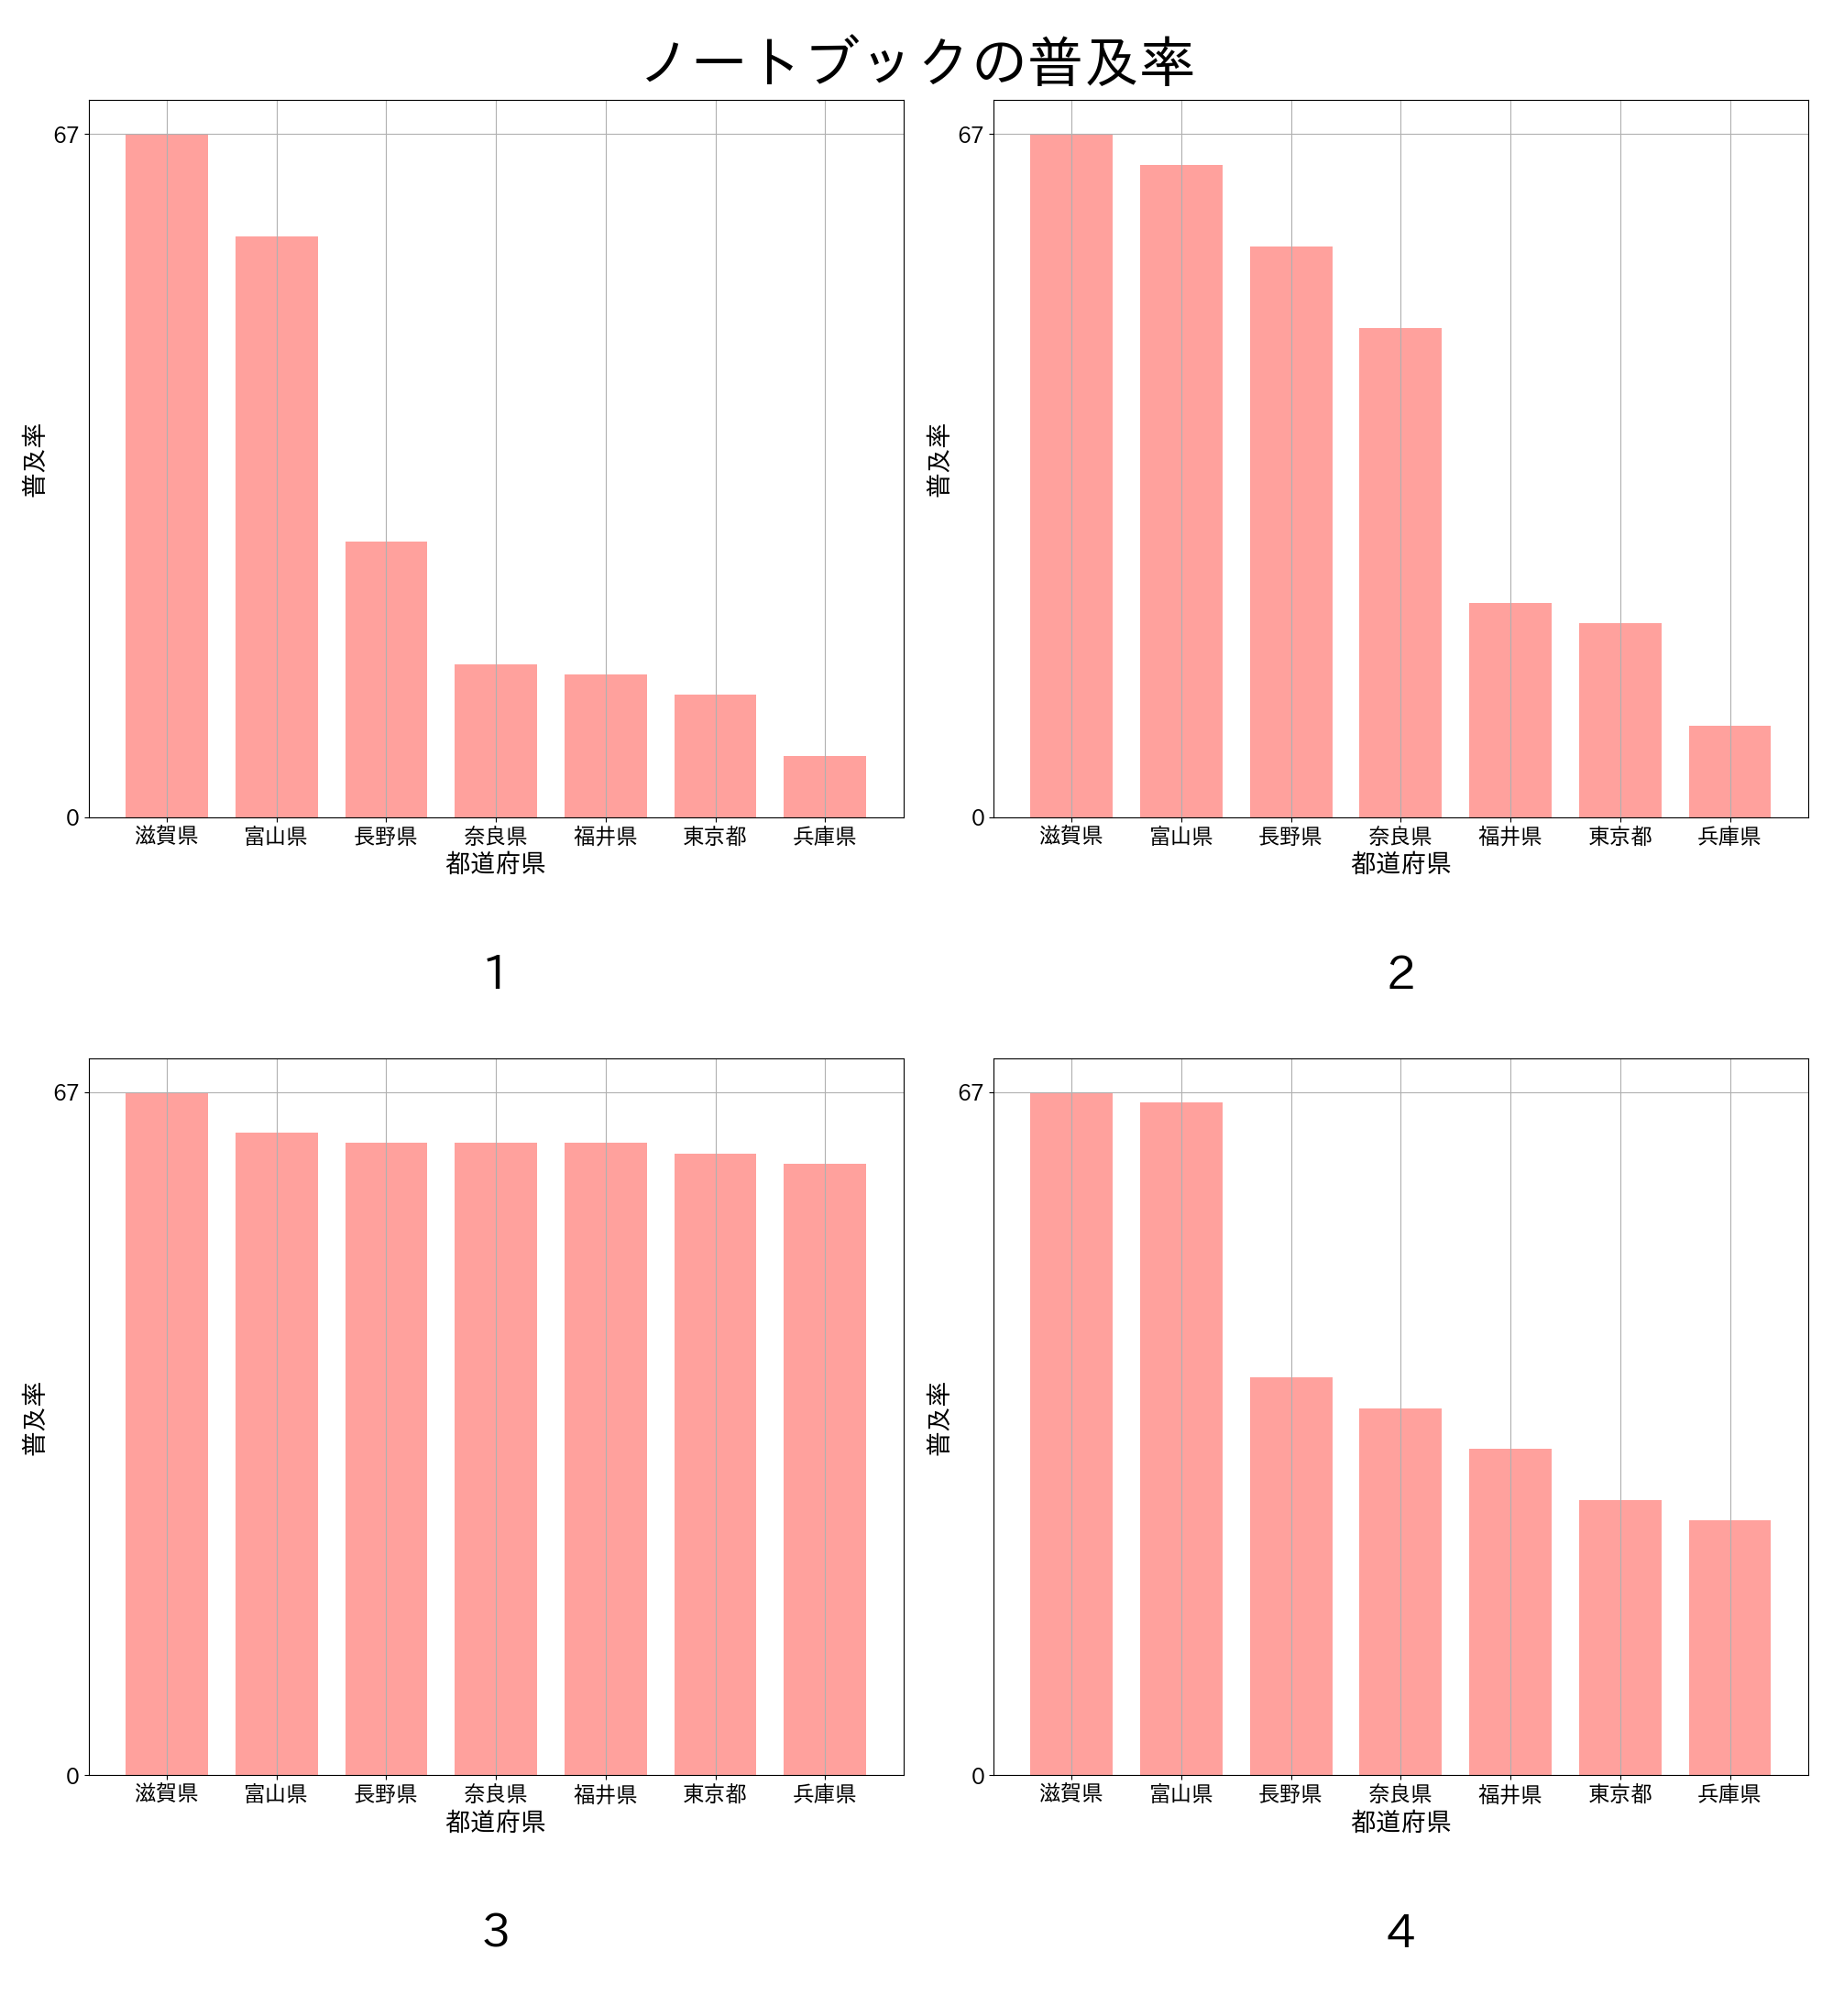 ノートブックの普及率
67
0
普及率
滋賀県 富山県 長野県 奈良県 福井県 東京都 兵庫県
都道府県
1
67
0
普及率
滋賀県 富山県 長野県 奈良県 福井県 東京都 兵庫県
都道府県
2
67
0
普及率
滋賀県 富山県 長野県 奈良県 福井県 東京都 兵庫県
都道府県
3
67
0
普及率
滋賀県 富山県 長野県 奈良県 福井県 東京都 兵庫県
都道府県
4